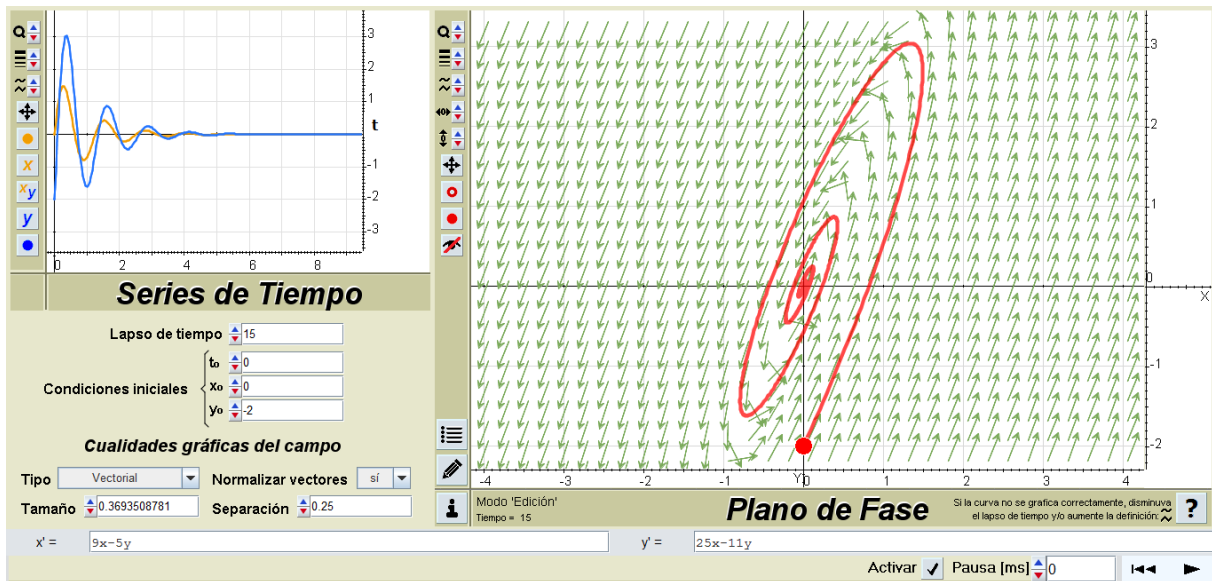 3
2
1
t
-1
-2
-3
0 2 4 6 8
x
xy
y
Series de Tiempo
Lapso de tiempo 15
Condiciones iniciales
t₀ 0
x₀ 0
y₀ -2
Cualidades gráficas del campo
Tipo Vectorial Normalizar vectores sí
Tamaño 0.3693508781 Separación 0.25
3
2
1
0
X
-1
-2
-4 -3 -2 -1 Y 0 1 2 3 4
Modo 'Edición'
Tiempo = 15
Plano de Fase
Si la curva no se grafica correctamente, disminuya
el lapso de tiempo y/o aumente la definición:
?
i
x' = 9x-5y y' = 25x-11y
Activar Pausa [ms] 0